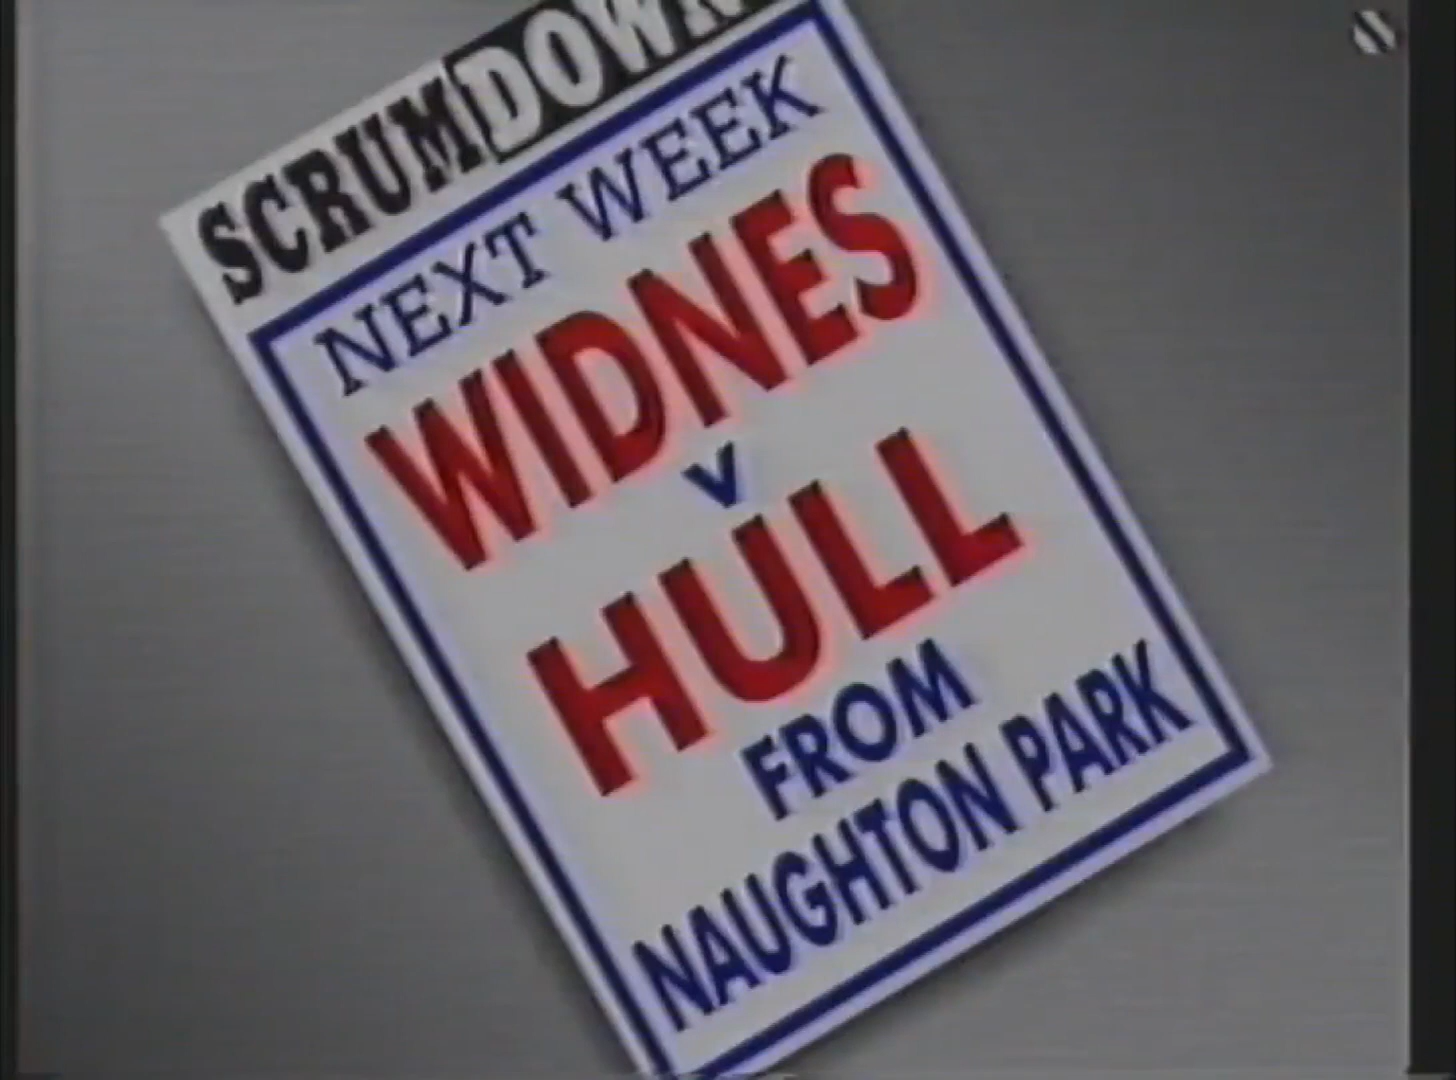 SCRUMDOWN
NEXT WEEK
WIDNES
v
HULL
FROM
NAUGHTON PARK